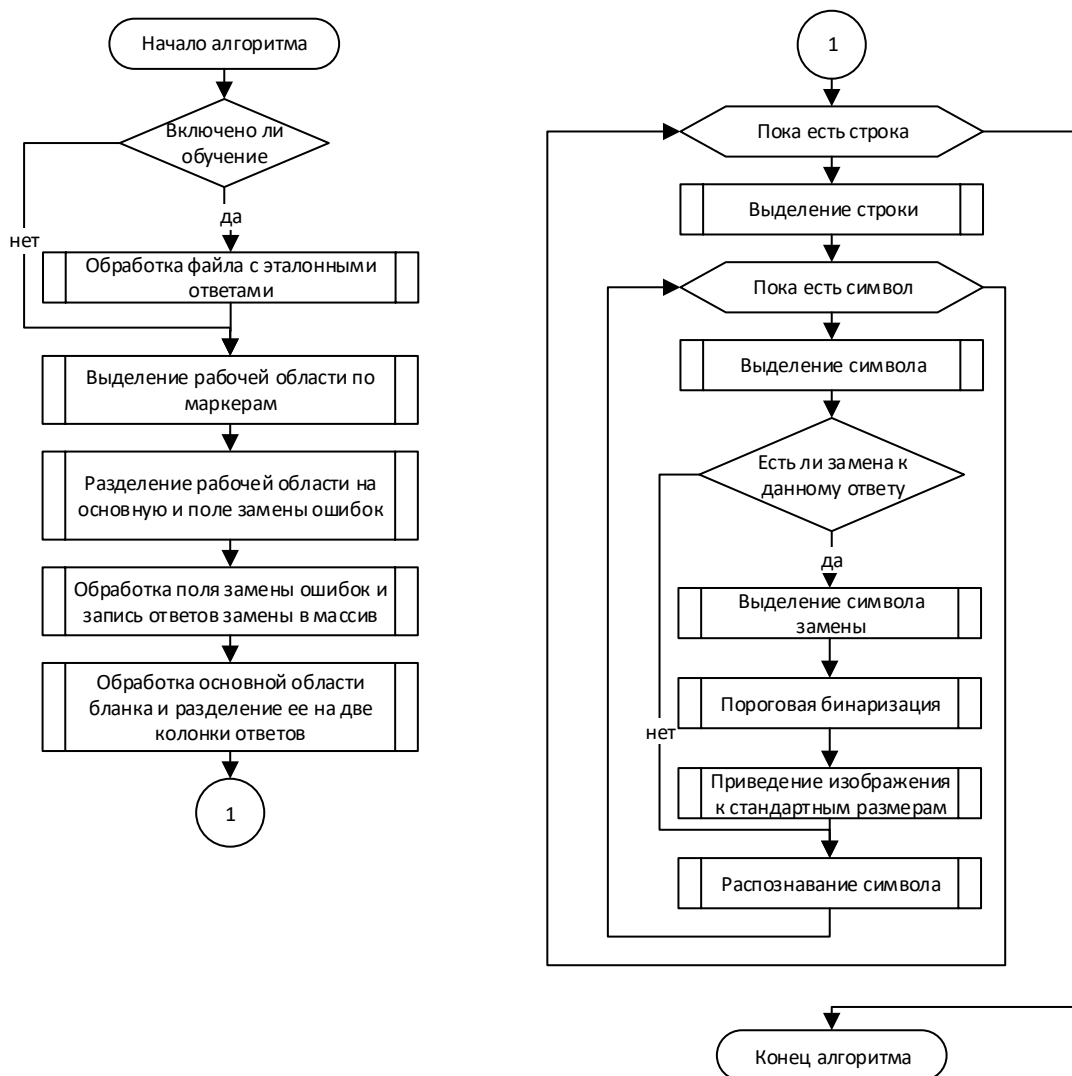 Начало алгоритма
Включено ли
обучение
да
нет
Обработка файла с эталонными
ответами
Выделение рабочей области по
маркерам
Разделение рабочей области на
основную и поле замены ошибок
Обработка поля замены ошибок и
запись ответов замены в массив
Обработка основной области
бланка и разделение ее на две
колонки ответов
1
1
Пока есть строка
Выделение строки
Пока есть символ
Выделение символа
Есть ли замена к
данному ответу
да
Выделение символа
замены
Пороговая бинаризация
нет
Приведение изображения
к стандартным размерам
Распознавание символа
Конец алгоритма